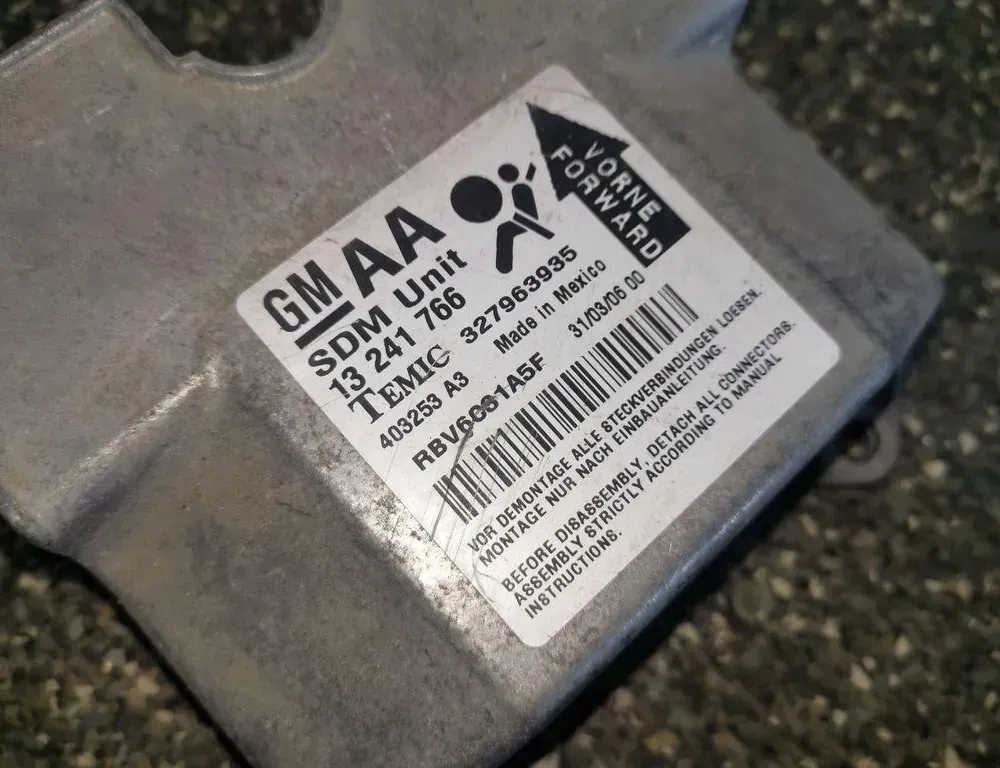 GM AA
VORNE
FORWARD
SDM Unit
13 241 766
TEMIC 327963935
403253 A3 Made in Mexico
RBV6081A5F 31/03/06 00
VOR DEMONTAGE ALLE STECKVERBINDUNGEN LOESEN.
MONTAGE NUR NACH EINBAUANLEITUNG.
BEFORE DISASSEMBLY, DETACH ALL CONNECTORS.
ASSEMBLY STRICTLY ACCORDING TO MANUAL
INSTRUCTIONS.